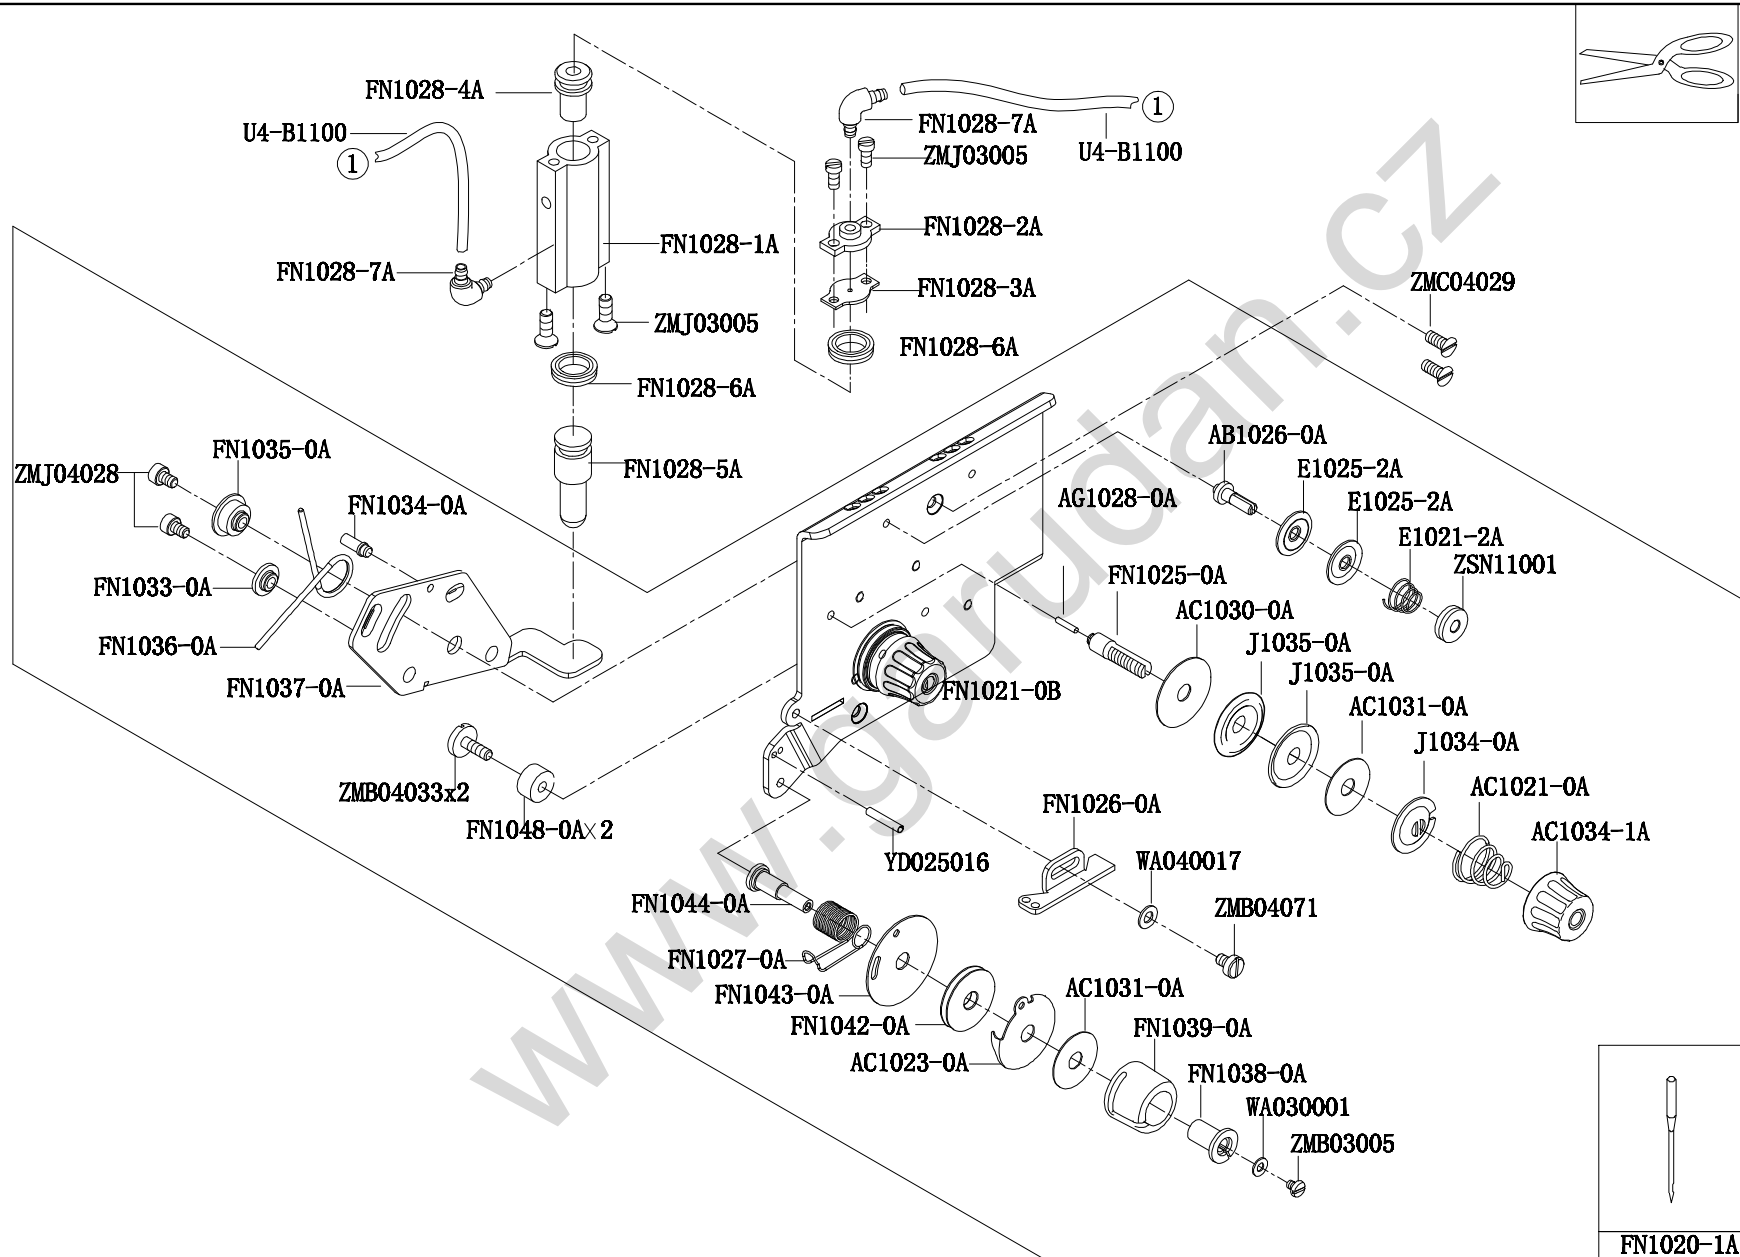 FN1028-4A
U4-B1100
1
FN1028-7A
FN1028-1A
ZMJ03005
FN1028-6A
FN1028-5A
1
FN1028-7A
U4-B1100
ZMJ03005
FN1028-2A
FN1028-3A
FN1028-6A
ZMC04029
FN1035-0A
ZMJ04028
FN1034-0A
FN1033-0A
FN1036-0A
FN1037-0A
ZMB04033x2
FN1048-0A×2
AB1026-0A
E1025-2A
E1025-2A
E1021-2A
ZSN11001
AG1028-0A
FN1025-0A
AC1030-0A
J1035-0A
J1035-0A
AC1031-0A
J1034-0A
AC1021-0A
AC1034-1A
FN1021-0B
FN1026-0A
WA040017
ZMB04071
YD025016
FN1044-0A
FN1027-0A
FN1043-0A
FN1042-0A
AC1023-0A
AC1031-0A
FN1039-0A
FN1038-0A
WA030001
ZMB03005
FN1020-1A
www.garudan.cz